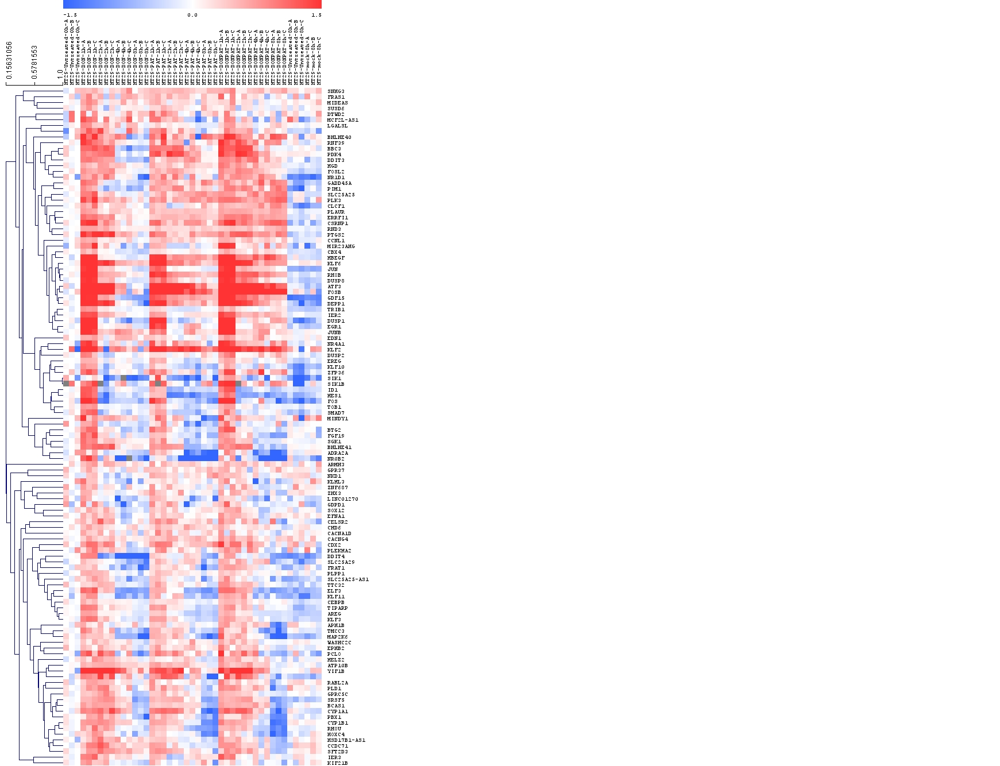 -1.5 0.0 1.5
0.15631056
0.5781553
1.0
HT29-Untreated-0h-A
HT29-Untreated-0h-B
HT29-Untreated-0h-C
HT29-DON-1h-A
HT29-DON-1h-B
HT29-DON-1h-C
HT29-DON-2h-A
HT29-DON-2h-B
HT29-DON-2h-C
HT29-DON-4h-A
HT29-DON-4h-B
HT29-DON-4h-C
HT29-DON-8h-A
HT29-DON-8h-B
HT29-DON-8h-C
HT29-PAT-1h-A
HT29-PAT-1h-B
HT29-PAT-1h-C
HT29-PAT-2h-A
HT29-PAT-2h-B
HT29-PAT-2h-C
HT29-PAT-4h-A
HT29-PAT-4h-B
HT29-PAT-4h-C
HT29-PAT-8h-A
HT29-PAT-8h-B
HT29-PAT-8h-C
HT29-DONPAT-1h-A
HT29-DONPAT-1h-B
HT29-DONPAT-1h-C
HT29-DONPAT-2h-A
HT29-DONPAT-2h-B
HT29-DONPAT-2h-C
HT29-DONPAT-4h-A
HT29-DONPAT-4h-B
HT29-DONPAT-4h-C
HT29-DONPAT-8h-A
HT29-DONPAT-8h-B
HT29-DONPAT-8h-C
HT29-Untreated-8h-A
HT29-Untreated-8h-B
HT29-Untreated-8h-C
HT29-mock-8h-A
HT29-mock-8h-B
HT29-mock-8h-C
SNHG3
FRAS1
MIDEAS
SUSD6
DTWD2
MCF2L-AS1
LGALSL
BHLHE40
RNF39
BBC3
PDK4
DDIT3
HGD
FOSL2
NR1D1
GADD45A
PIM1
SLC25A25
PLK3
CLCF1
PLAUR
ERRFI1
CSRNP1
RND3
PTGS2
CCNL1
MIR23AHG
CBX4
HBEGF
KLF6
JUN
RHOB
DUSP8
ATF3
FOSB
GDF15
DEPP1
TRIB1
IER2
DUSP1
EGR1
JUNB
EDN1
NR4A1
KLF2
DUSP2
EREG
KLF10
ZFP36
SIK1
SIK1B
ID1
HES1
FOS
TOB1
SMAD7
MINDY1
BTG2
FGF19
SGK1
BHLHE41
ADRA2A
NR0B2
ARMH3
GPR37
NKD1
KLHL3
ZNF687
ZHX3
LINC01270
GDPD1
SOX12
EFNA1
CELSR2
CHD6
CACNA1D
CACNG4
CDX2
PLEKHA2
DDIT4
SLC25A29
FRAT1
PLPP1
SLC25A25-AS1
TTC32
ELF3
KLF11
CEBPB
TIPARP
AREG
KLF3
APH1B
TMCC3
MAP2K6
WASHC2C
EPHB2
PCLO
HELZ2
ATP10B
YIF1B
RABL2A
PLD1
GPRC5C
SRSF5
BCAS1
CYP1A1
PBX1
CYP1B1
RHOU
HOXC4
HSD17B1-AS1
CCDC71
SFT2D3
IER3
KIF21B